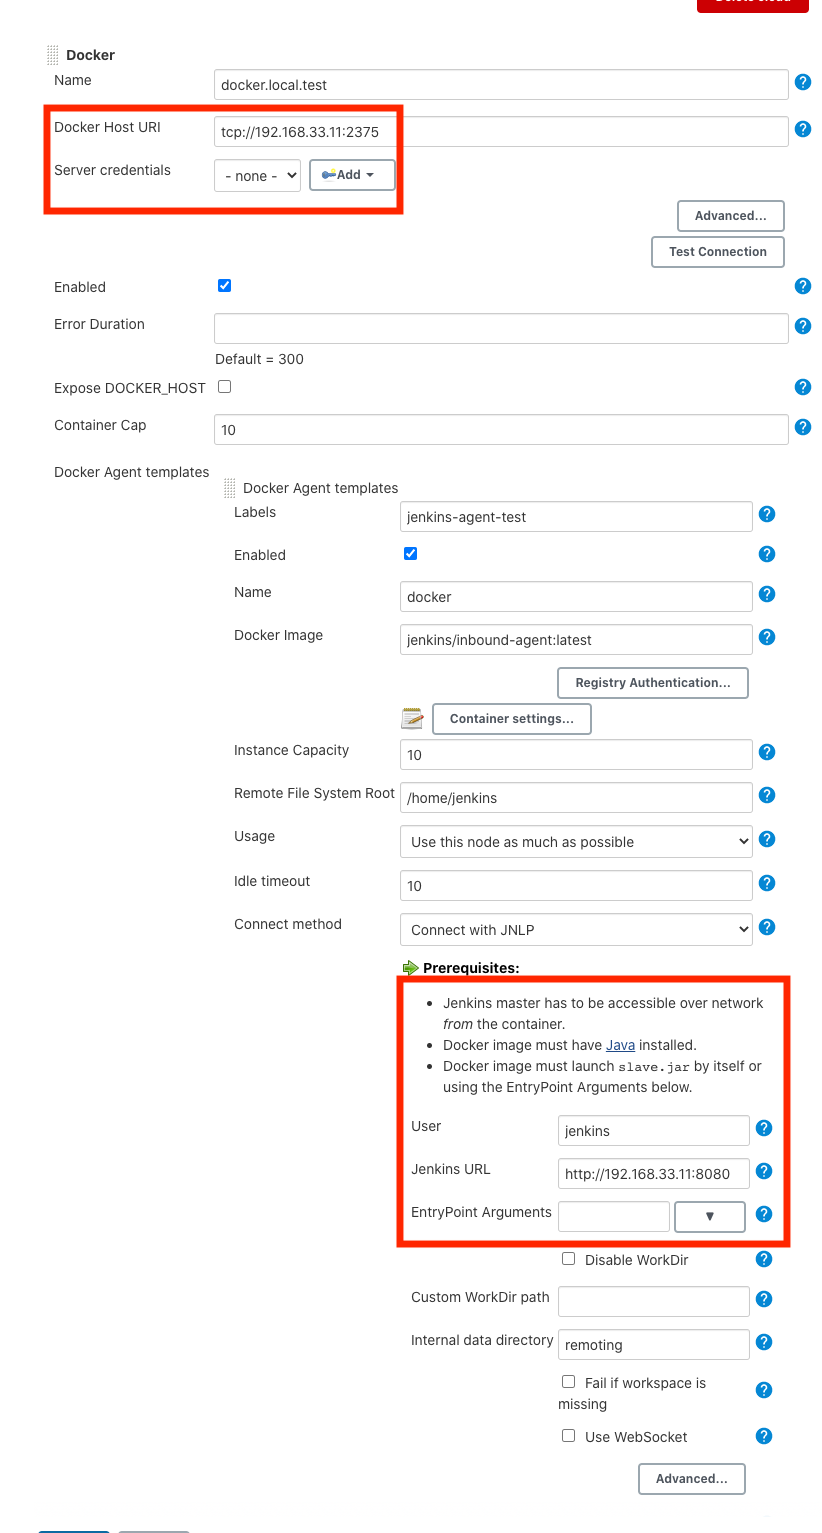 Delete cloud
Docker
Name
docker.local.test
Docker Host URI
tcp://192.168.33.11:2375
Server credentials
- none -
Add
Advanced...
Test Connection
Enabled
Error Duration
Default = 300
Expose DOCKER_HOST
Container Cap
10
Docker Agent templates
Docker Agent templates
Labels
jenkins-agent-test
Enabled
Name
docker
Docker Image
jenkins/inbound-agent:latest
Registry Authentication...
Container settings...
Instance Capacity
10
Remote File System Root
/home/jenkins
Usage
Use this node as much as possible
Idle timeout
10
Connect method
Connect with JNLP
Prerequisites:
• Jenkins master has to be accessible over network
from the container.
• Docker image must have Java installed.
• Docker image must launch slave.jar by itself or
using the EntryPoint Arguments below.
User
jenkins
Jenkins URL
http://192.168.33.11:8080
EntryPoint Arguments
Disable WorkDir
Custom WorkDir path
Internal data directory
remoting
Fail if workspace is
missing
Use WebSocket
Advanced...